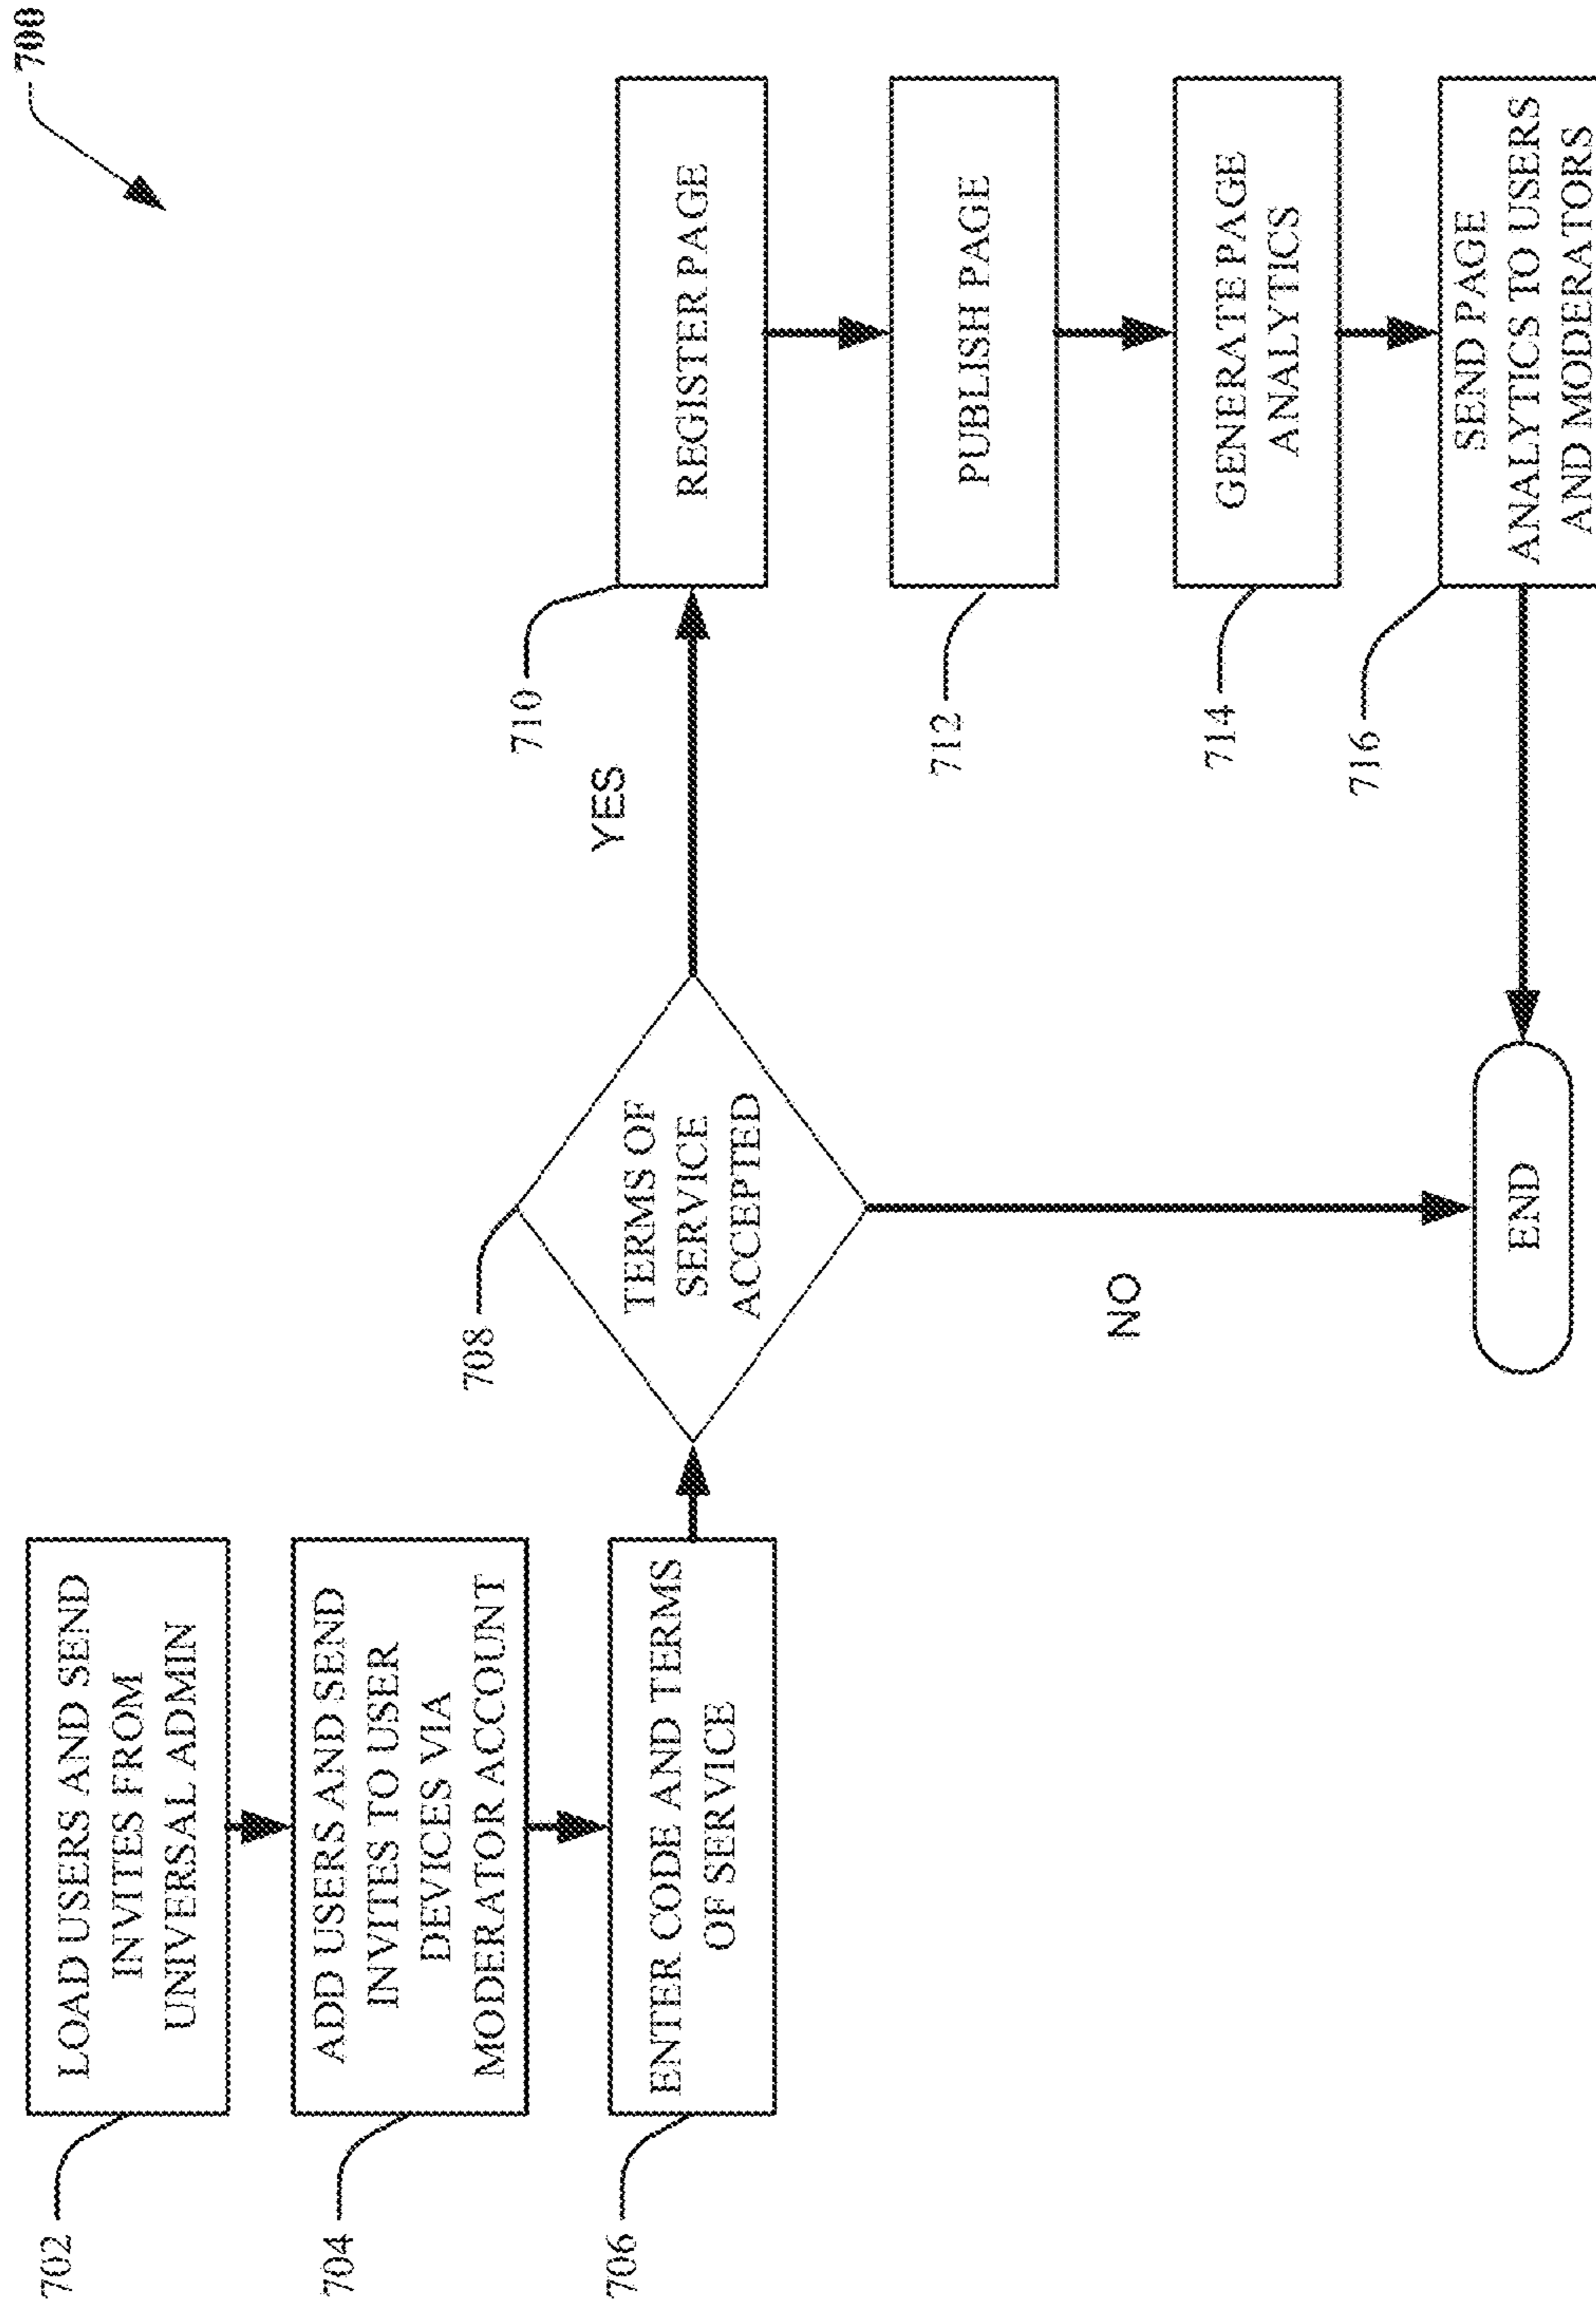 700
702
LOAD USERS AND SEND
INVITES FROM
UNIVERSAL ADMIN
704
ADD USERS AND SEND
INVITES TO USER
DEVICES VIA
MODERATOR ACCOUNT
706
ENTER CODE AND TERMS
OF SERVICE
708
TERMS OF
SERVICE
ACCEPTED
YES
NO
710
REGISTER PAGE
712
PUBLISH PAGE
714
GENERATE PAGE
ANALYTICS
716
SEND PAGE
ANALYTICS TO USERS
AND MODERATORS
END